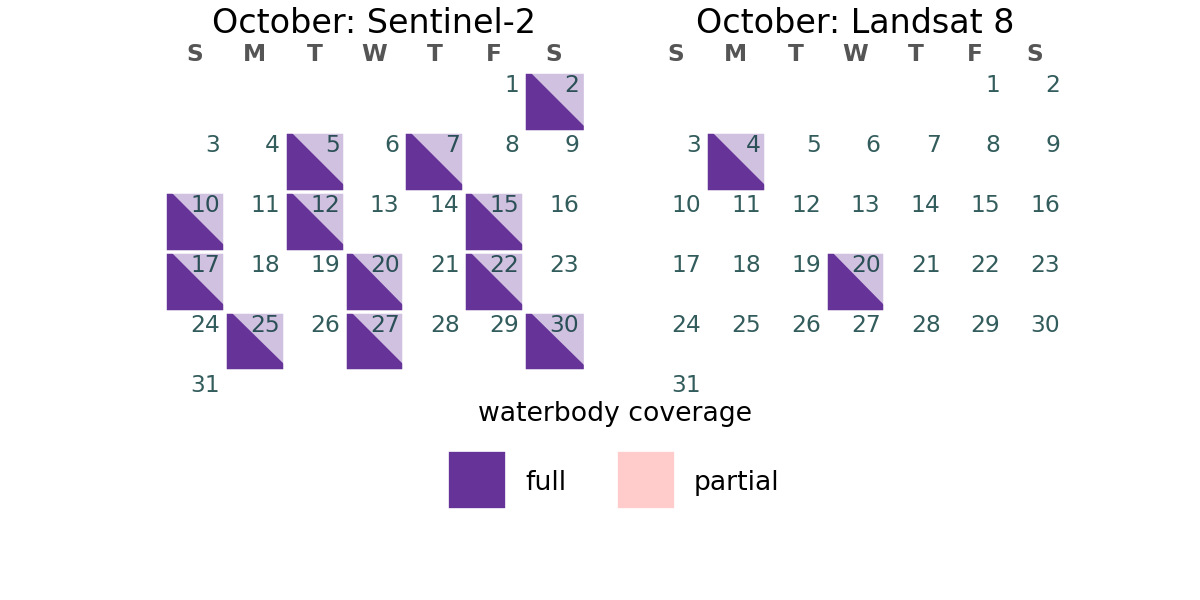 October: Sentinel-2
S M T W T F S
1 2
3 4 5 6 7 8 9
10 11 12 13 14 15 16
17 18 19 20 21 22 23
24 25 26 27 28 29 30
31
October: Landsat 8
S M T W T F S
1 2
3 4 5 6 7 8 9
10 11 12 13 14 15 16
17 18 19 20 21 22 23
24 25 26 27 28 29 30
31
waterbody coverage
full partial